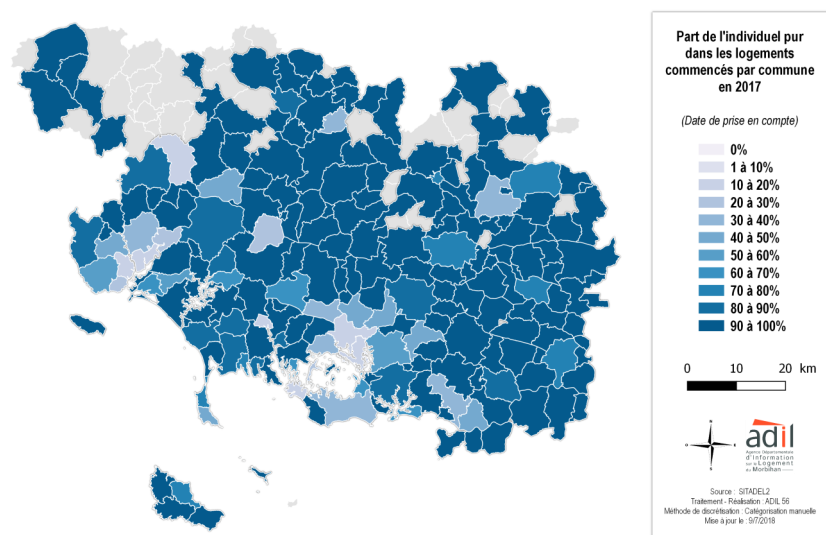 Part de l'individuel pur
dans les logements
commencés par commune
en 2017
(Date de prise en compte)
0%
1 à 10%
10 à 20%
20 à 30%
30 à 40%
40 à 50%
50 à 60%
60 à 70%
70 à 80%
80 à 90%
90 à 100%
0 10 20 km
adil
Agence Départementale
d'Information
sur le Logement
du Morbihan
Source : SITADEL2
Traitement - Réalisation : ADIL 56
Méthode de discrétisation : Catégorisation manuelle
Mise à jour le : 9/7/2018